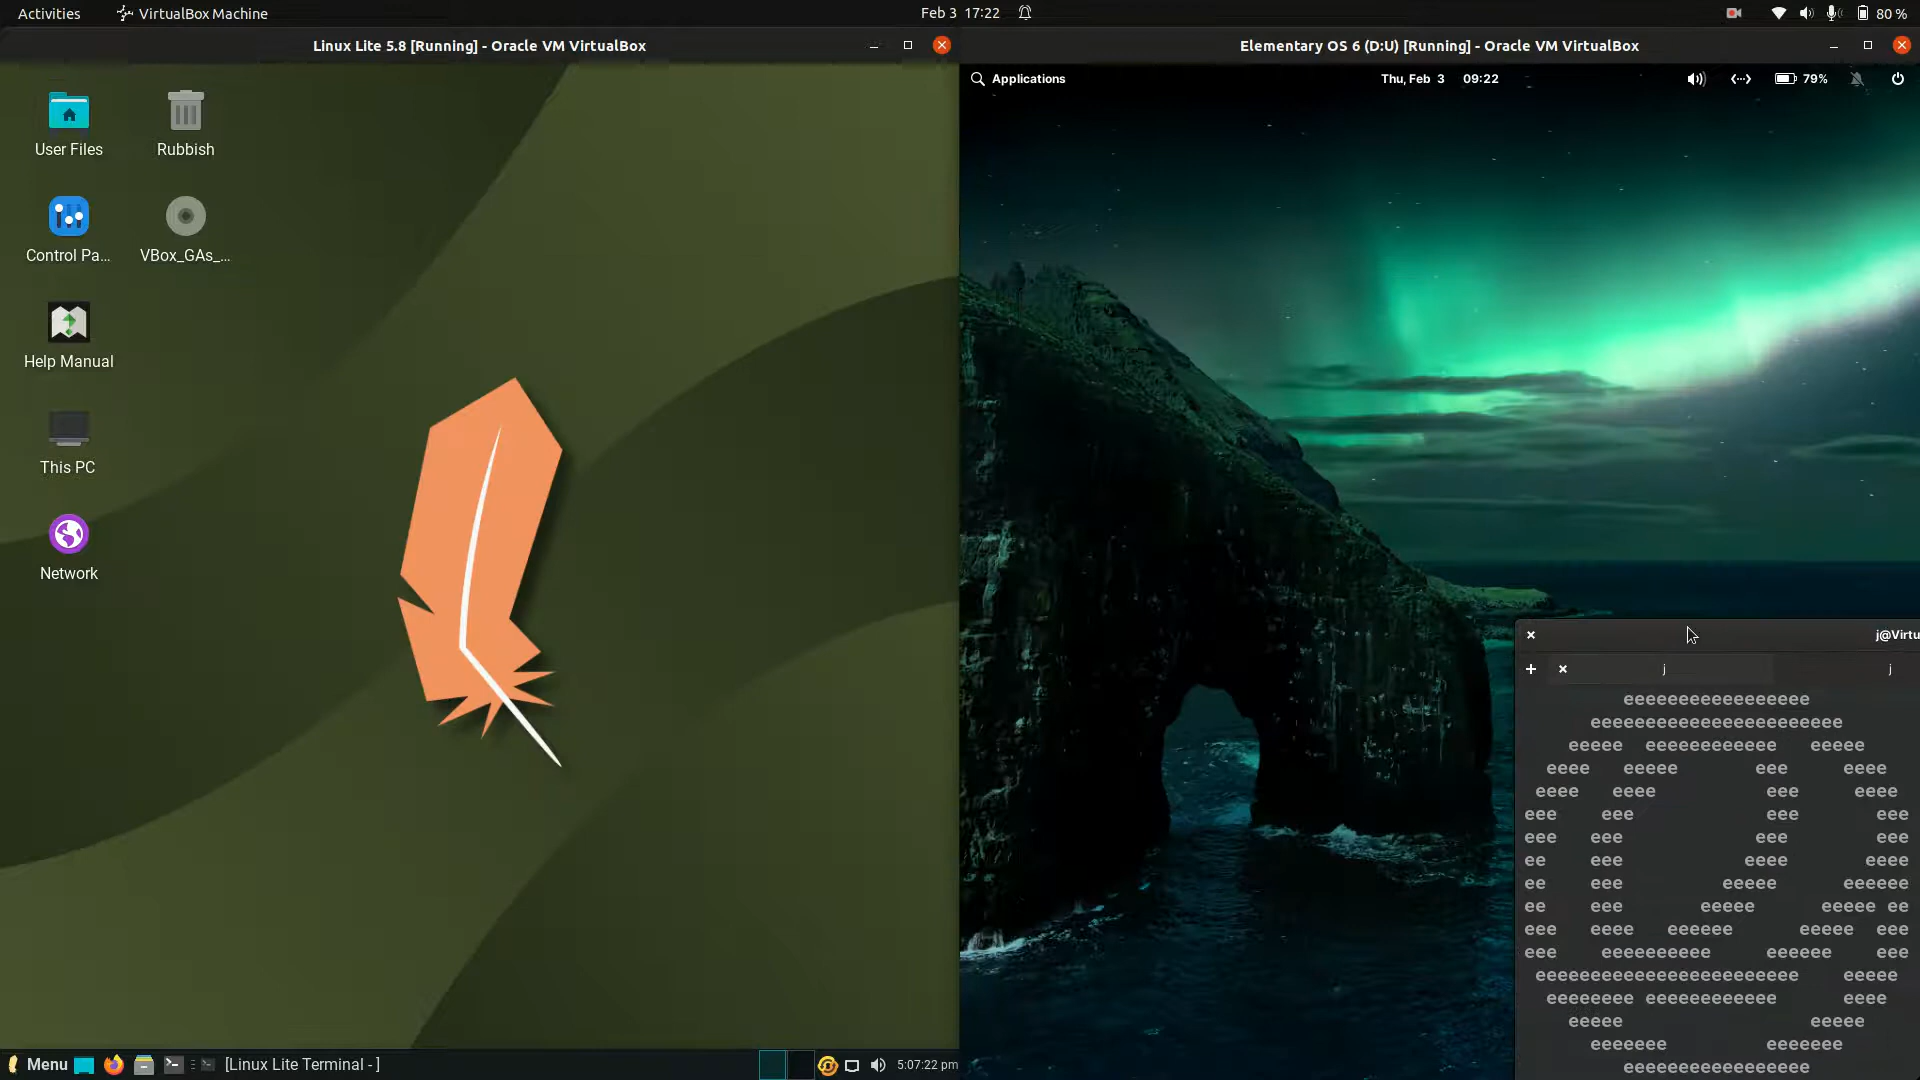 Activities
VirtualBox Machine
Feb 3 17:22
80 %
Linux Lite 5.8 [Running] - Oracle VM VirtualBox
User Files
Rubbish
Control Pa...
VBox_GAs_...
Help Manual
This PC
Network
Menu
[Linux Lite Terminal - ]
5:07:22 pm
Elementary OS 6 (D:U) [Running] - Oracle VM VirtualBox
Applications
Thu, Feb 3 09:22
79%
j@Virtu
j
j
eeeeeeeeeeeeeeeee
eeeeeeeeeeeeeeeeeeeeeee
eeeee  eeeeeeeeeeee   eeeee
eeee   eeeee       eee     eeee
eeee   eeee          eee     eeee
eee    eee            eee       eee
eee   eee            eee        eee
ee    eee           eeee       eeee
ee    eee         eeeee      eeeeee
ee    eee       eeeee      eeeee ee
eee   eeee   eeeeee      eeeee  eee
eee    eeeeeeeeee     eeeeee    eee
eeeeeeeeeeeeeeeeeeeeeeee    eeeee
eeeeeeee eeeeeeeeeeee      eeee
eeeee                 eeeee
eeeeeee         eeeeeee
eeeeeeeeeeeeeeeee